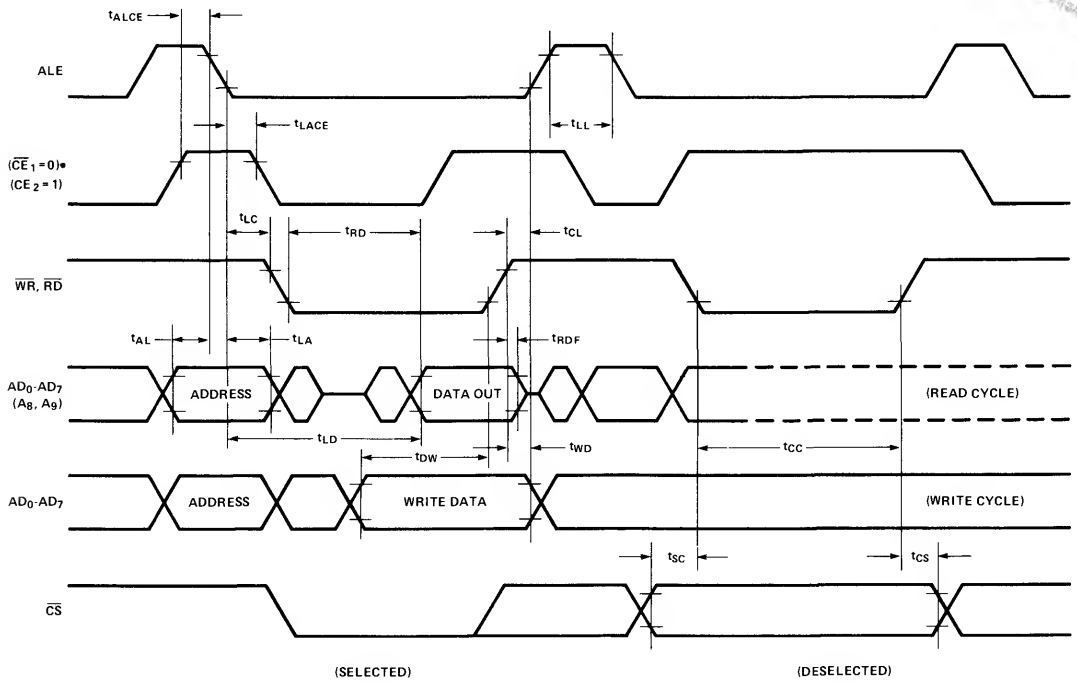 tALCE
ALE
tLACE
tLL
(CE1 = 0)•
(CE2 = 1)
tLC
tRD
tCL
WR, RD
tAL
tLA
tRDF
AD0-AD7
(A8, A9)
ADDRESS
DATA OUT
(READ CYCLE)
tLD
tDW
tWD
tCC
AD0-AD7
ADDRESS
WRITE DATA
(WRITE CYCLE)
tSC
tCS
CS
(SELECTED)
(DESELECTED)